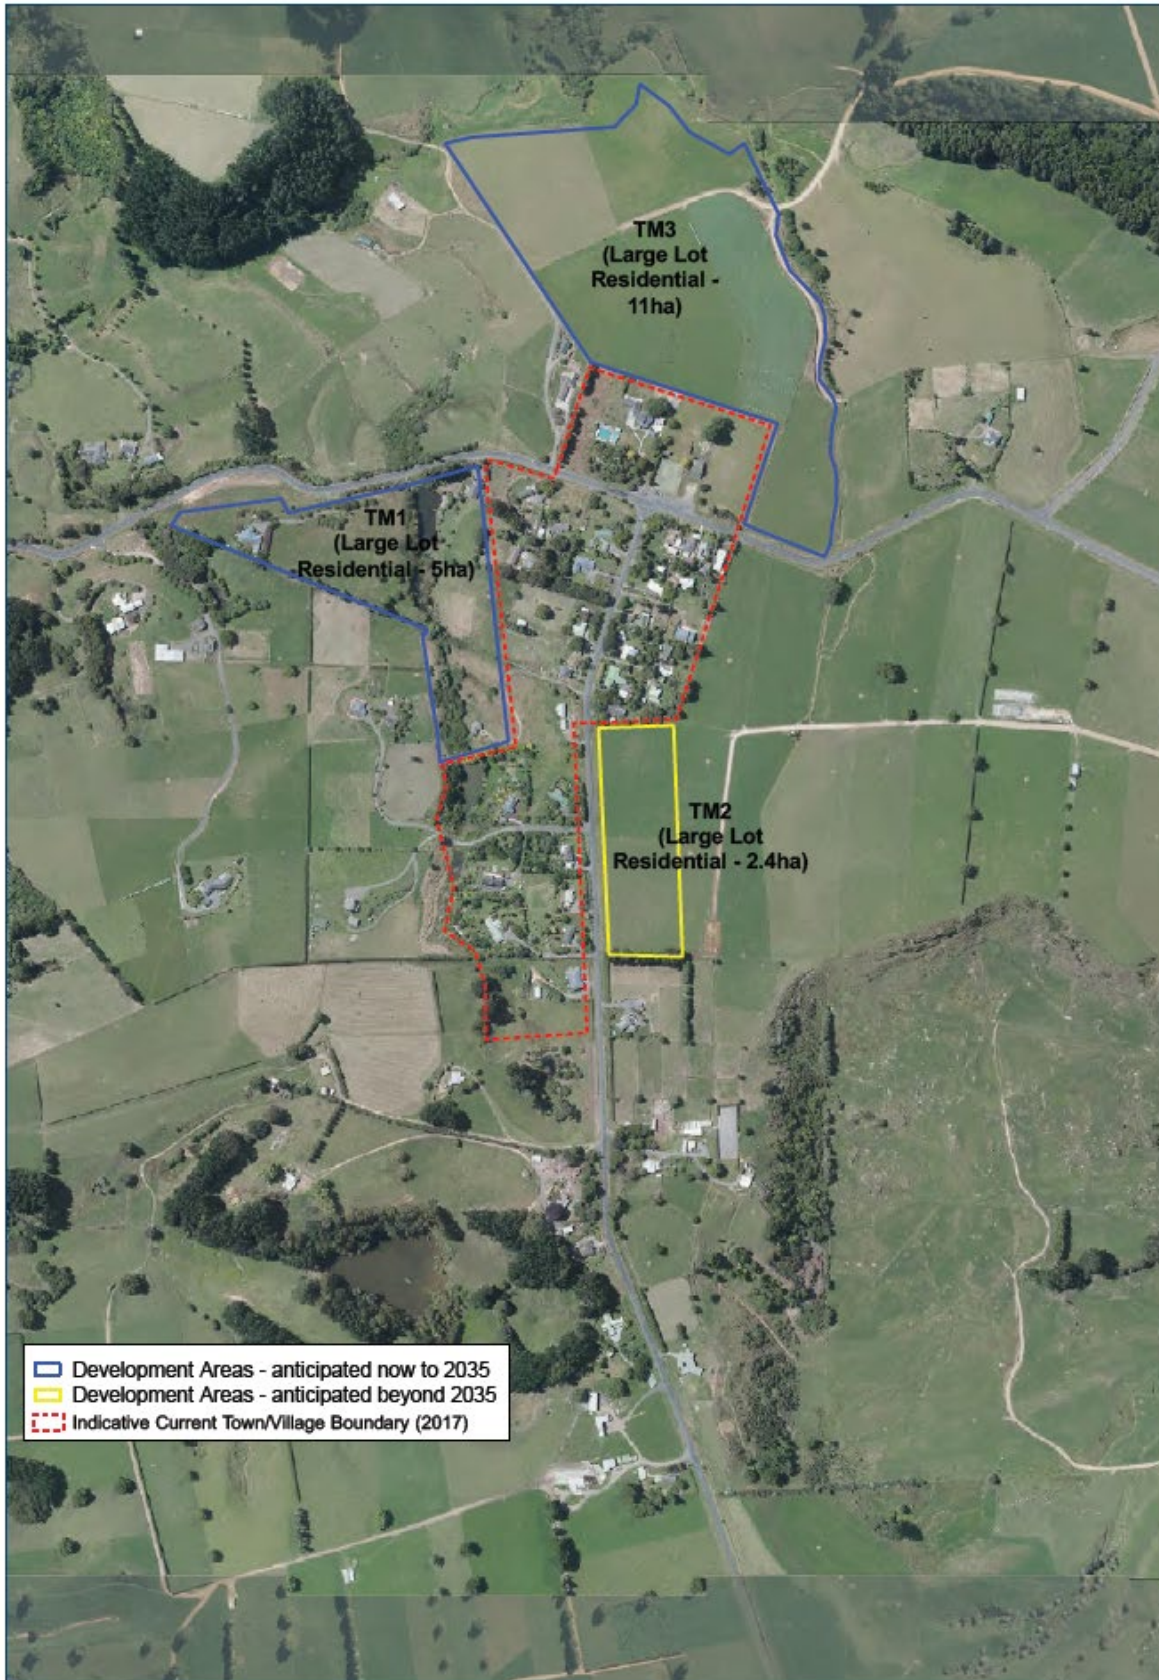 TM3
(Large Lot
Residential -
11ha)
TM1
(Large Lot
Residential - 5ha)
TM2
(Large Lot
Residential - 2.4ha)
Development Areas - anticipated now to 2035
Development Areas - anticipated beyond 2035
Indicative Current Town/Village Boundary (2017)